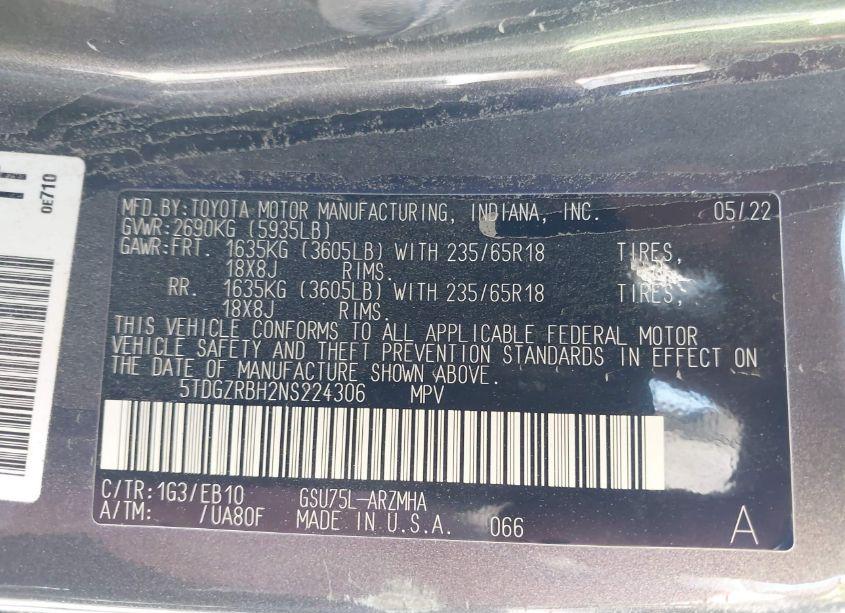 0E710
MFD.BY:TOYOTA MOTOR MANUFACTURING, INDIANA, INC. 05/22
GVWR:2690KG (5935LB)
GAWR:FRT. 1635KG (3605LB) WITH 235/65R18 TIRES,
18X8J RIMS.
RR. 1635KG (3605LB) WITH 235/65R18 TIRES,
18X8J RIMS.
THIS VEHICLE CONFORMS TO ALL APPLICABLE FEDERAL MOTOR
VEHICLE SAFETY AND THEFT PREVENTION STANDARDS IN EFFECT ON
THE DATE OF MANUFACTURE SHOWN ABOVE.
5TDGZRBH2NS224306 MPV
C/TR:1G3/EB10 GSU75L-ARZMHA
A/TM: /UA80F MADE IN U.S.A. 066 A